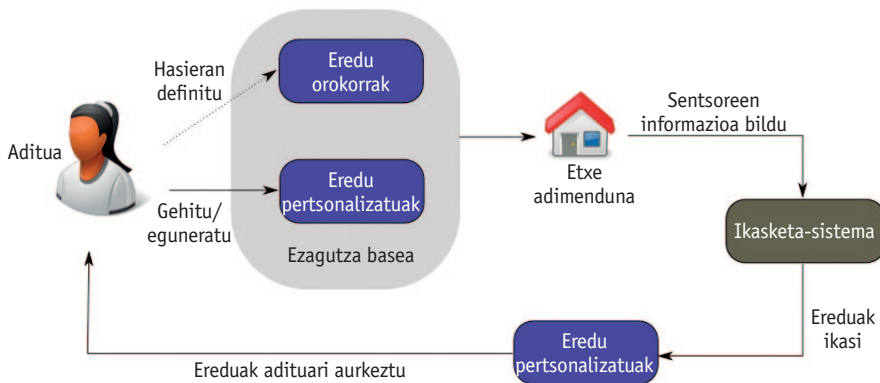 Hasieran
definitu
Eredu
orokorrak
Aditua
Gehitu/
eguneratu
Eredu
pertsonalizatuak
Ezagutza basea
Etxe
adimenduna
Sentsoreen
informazioa bildu
Ikasketa-sistema
Ereduak
ikasi
Eredu
pertsonalizatuak
Ereduak adituari aurkeztu